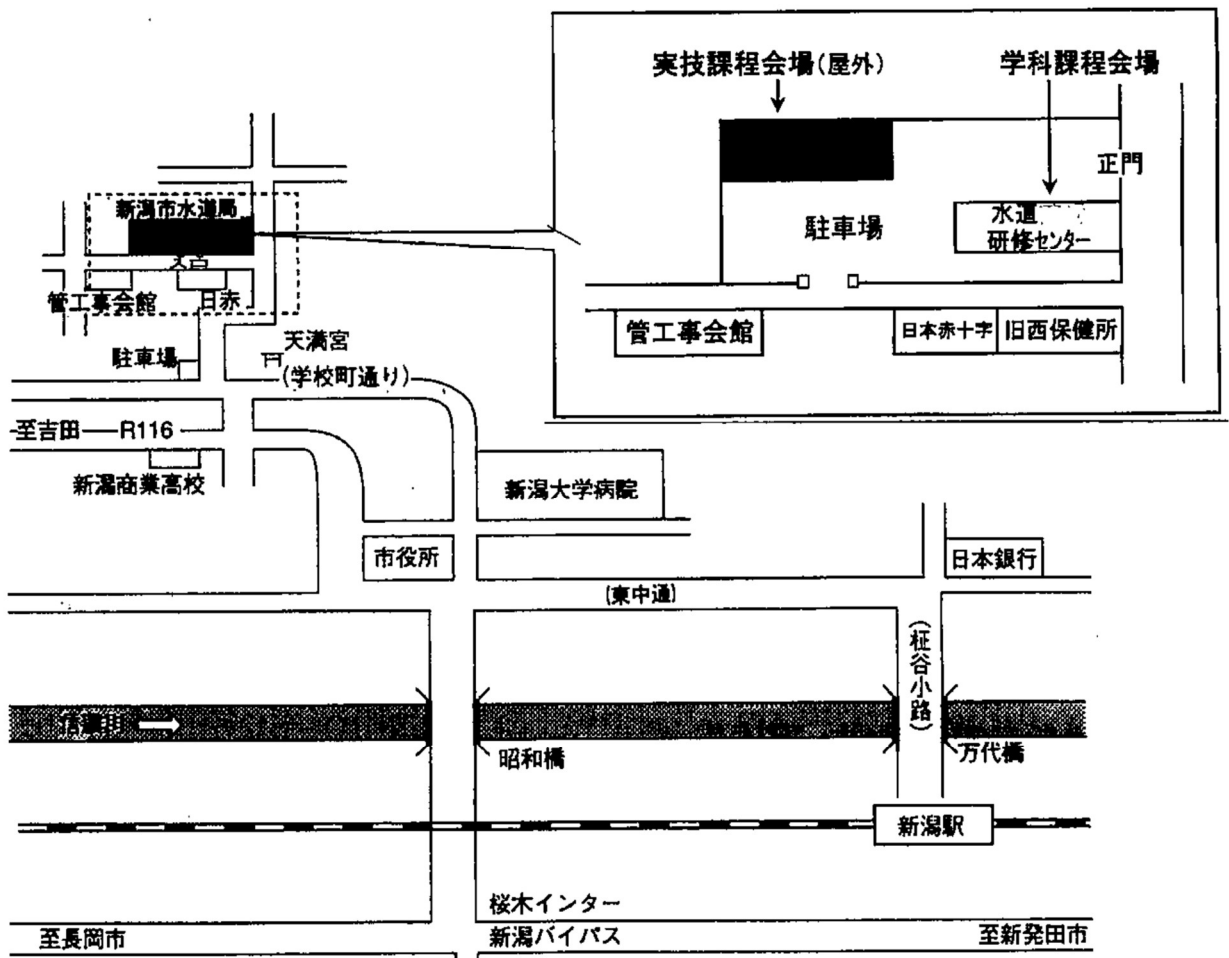 実技課程会場(屋外)
学科課程会場
正門
駐車場
水道
研修センター
管工事会館
日本赤十字
旧西保健所
新潟市水道局
管工事会館
日赤
駐車場
天満宮
(学校町通り)
至吉田
R116
新潟商業高校
新潟大学病院
市役所
日本銀行
(東中通)
(柾谷小路)
信濃川
昭和橋
万代橋
新潟駅
桜木インター
至長岡市
新潟バイパス
至新発田市